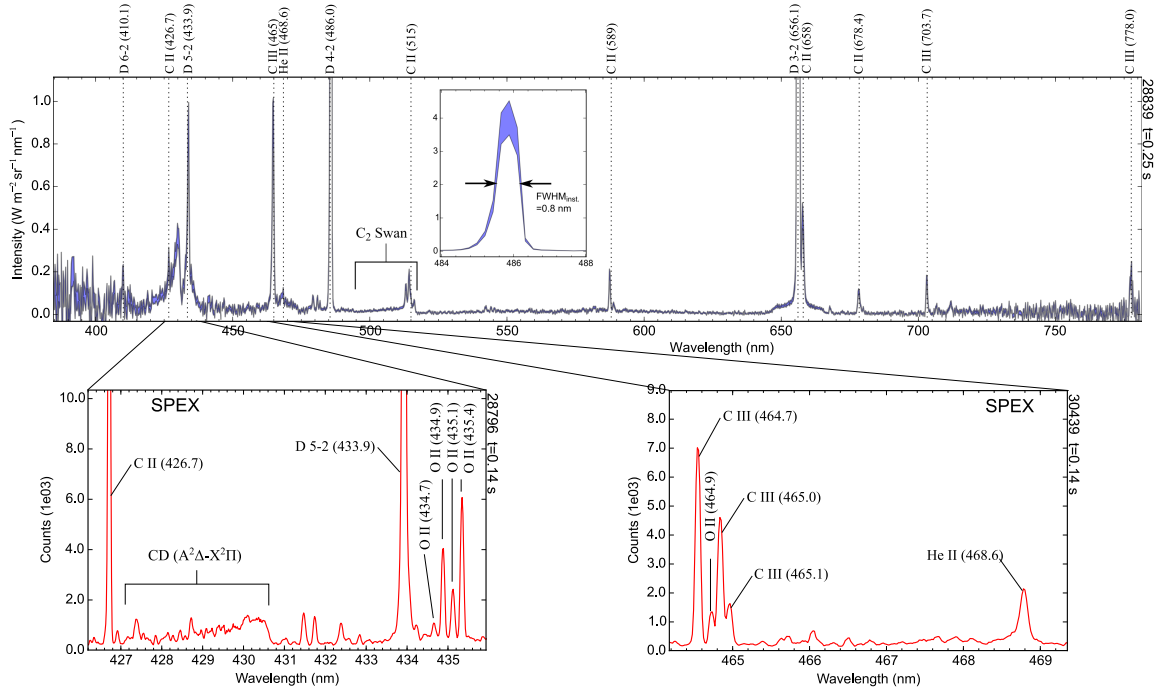 D 6-2 (410.1)
C II (426.7)
D 5-2 (433.9)
C III (465)
He II (468.6)
D 4-2 (486.0)
C II (515)
C II (589)
D 3-2 (656.1)
C II (658)
C II (678.4)
C III (703.7)
C III (778.0)
28839 t=0.25 s
Intensity (W m⁻² sr⁻¹ nm⁻¹)
1.0
0.8
0.6
0.4
0.2
0.0
C₂ Swan
4
3
2
1
0
FWHM_inst.
=0.8 nm
484 486 488
400 450 500 550 600 650 700 750
Wavelength (nm)
SPEX
28796 t=0.14 s
Counts (1e03)
10.0
8.0
6.0
4.0
2.0
0.0
C II (426.7)
D 5-2 (433.9)
CD (A²Δ-X²Π)
O II (434.7)
O II (434.9)
O II (435.1)
O II (435.4)
427 428 429 430 431 432 433 434 435
Wavelength (nm)
SPEX
30439 t=0.14 s
Counts (1e03)
9.0
8.0
7.0
6.0
5.0
4.0
3.0
2.0
1.0
0.0
C III (464.7)
O II (464.9)
C III (465.0)
C III (465.1)
He II (468.6)
465 466 467 468 469
Wavelength (nm)